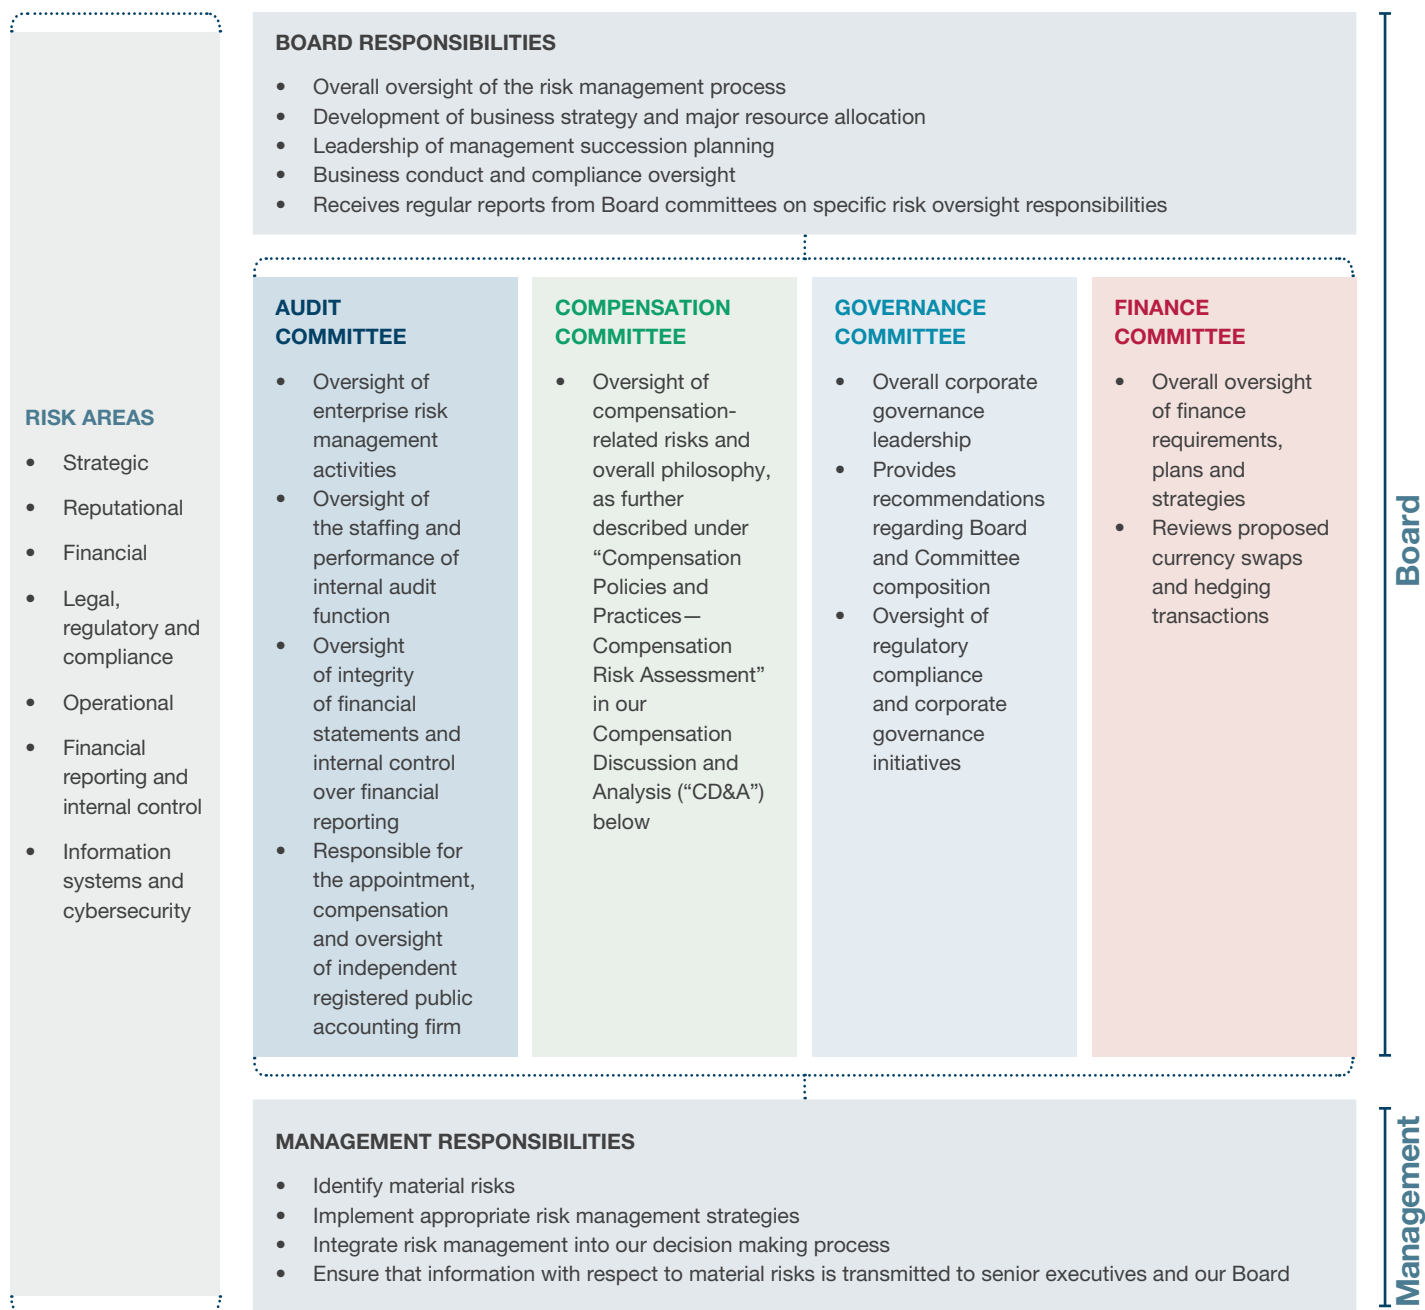 BOARD RESPONSIBILITIES
• Overall oversight of the risk management process
• Development of business strategy and major resource allocation
• Leadership of management succession planning
• Business conduct and compliance oversight
• Receives regular reports from Board committees on specific risk oversight responsibilities
RISK AREAS
• Strategic
• Reputational
• Financial
• Legal,
regulatory and
compliance
• Operational
• Financial
reporting and
internal control
• Information
systems and
cybersecurity
AUDIT
COMMITTEE
• Oversight of
enterprise risk
management
activities
• Oversight of
the staffing and
performance of
internal audit
function
• Oversight
of integrity
of financial
statements and
internal control
over financial
reporting
• Responsible for
the appointment,
compensation
and oversight
of independent
registered public
accounting firm
COMPENSATION
COMMITTEE
• Oversight of
compensation-
related risks and
overall philosophy,
as further
described under
“Compensation
Policies and
Practices—
Compensation
Risk Assessment”
in our
Compensation
Discussion and
Analysis (“CD&A”)
below
GOVERNANCE
COMMITTEE
• Overall corporate
governance
leadership
• Provides
recommendations
regarding Board
and Committee
composition
• Oversight of
regulatory
compliance
and corporate
governance
initiatives
FINANCE
COMMITTEE
• Overall oversight
of finance
requirements,
plans and
strategies
• Reviews proposed
currency swaps
and hedging
transactions
Board
MANAGEMENT RESPONSIBILITIES
• Identify material risks
• Implement appropriate risk management strategies
• Integrate risk management into our decision making process
• Ensure that information with respect to material risks is transmitted to senior executives and our Board
Management